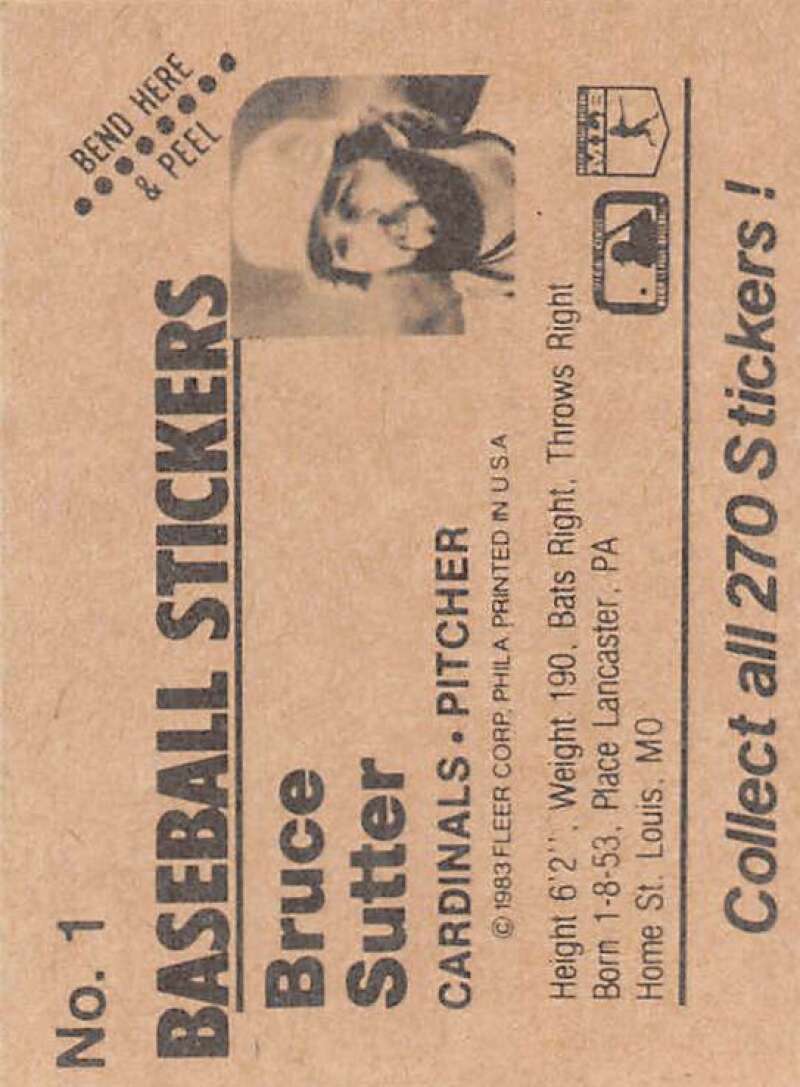 No. 1
BEND HERE
& PEEL
BASEBALL STICKERS
Bruce
Sutter
CARDINALS • PITCHER
© 1983 FLEER CORP, PHILA PRINTED IN U S A
Height 6'2'', Weight 190, Bats Right, Throws Right
Born 1-8-53, Place Lancaster, PA
Home St. Louis, MO
Collect all 270 Stickers !